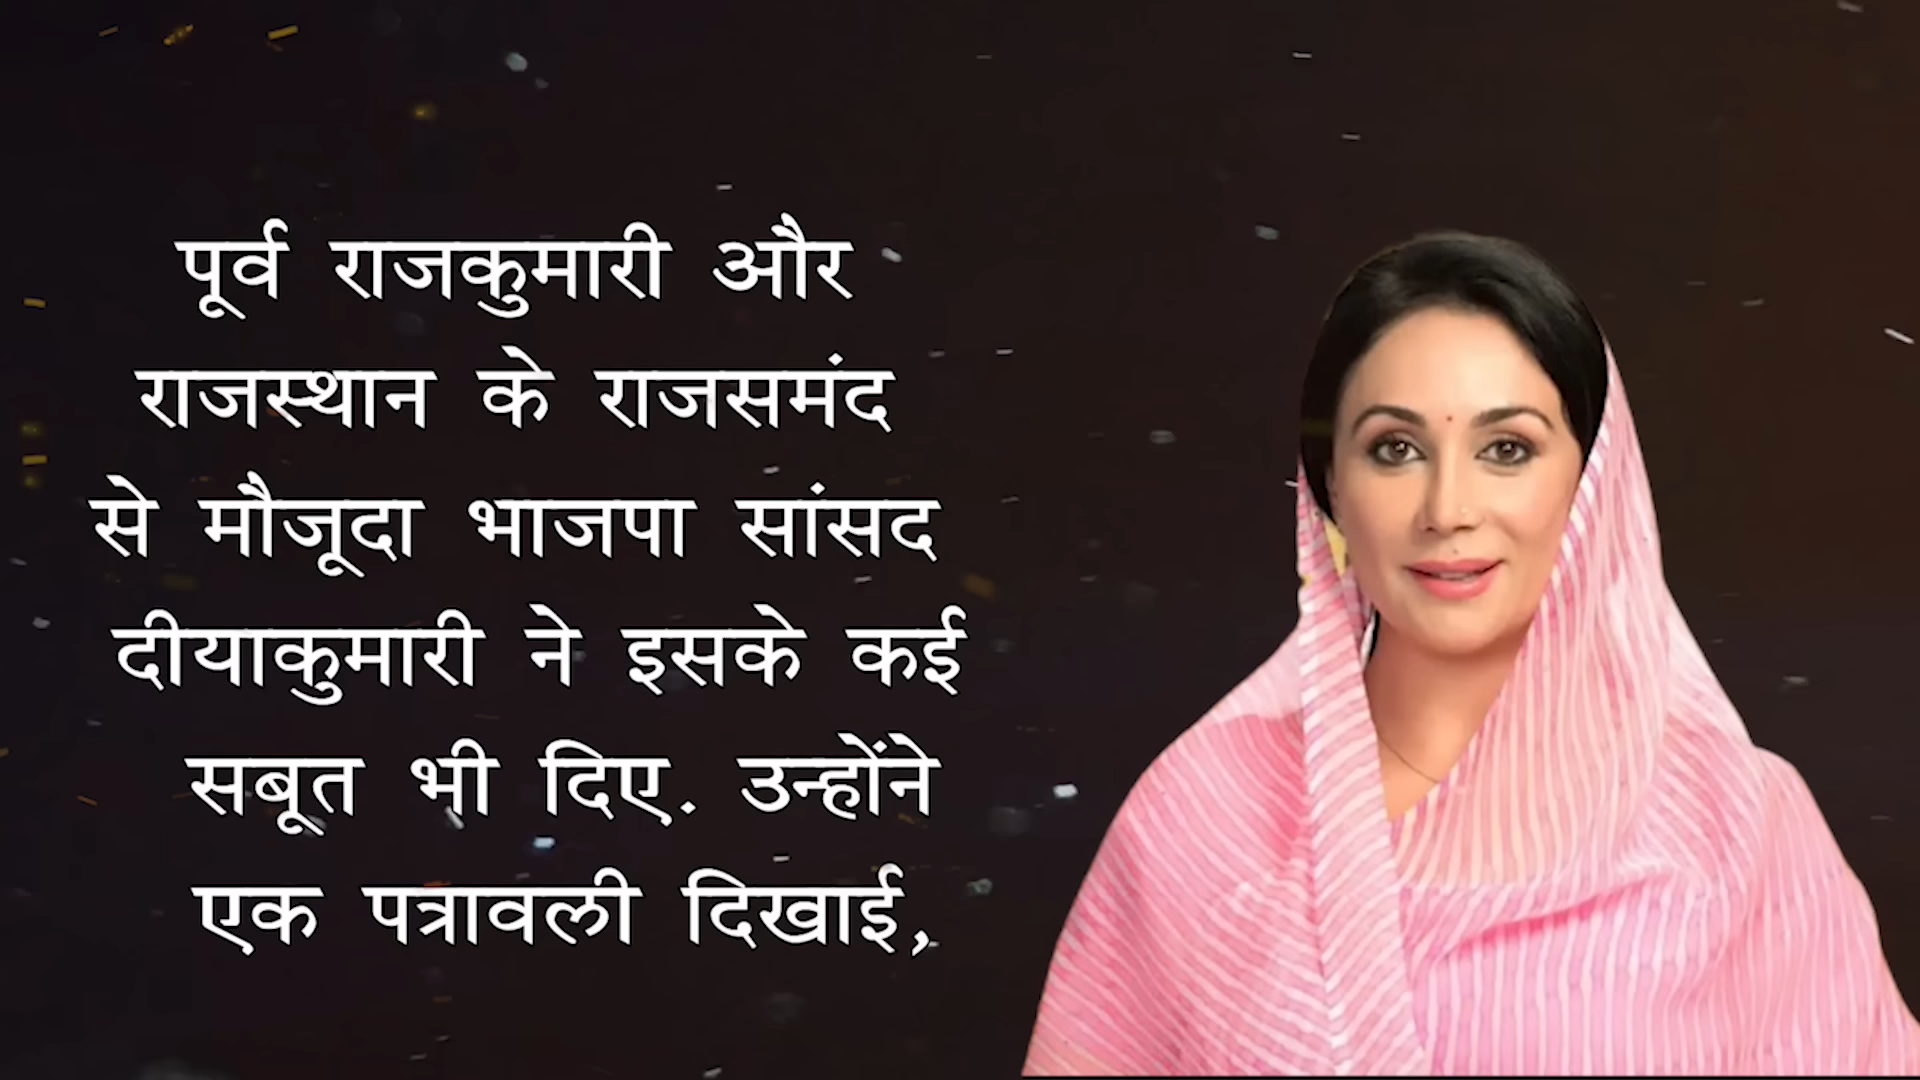 पूर्व राजकुमारी और
राजस्थान के राजसमंद
से मौजूदा भाजपा सांसद
दीयाकुमारी ने इसके कई
सबूत भी दिए. उन्होंने
एक पत्रावली दिखाई,